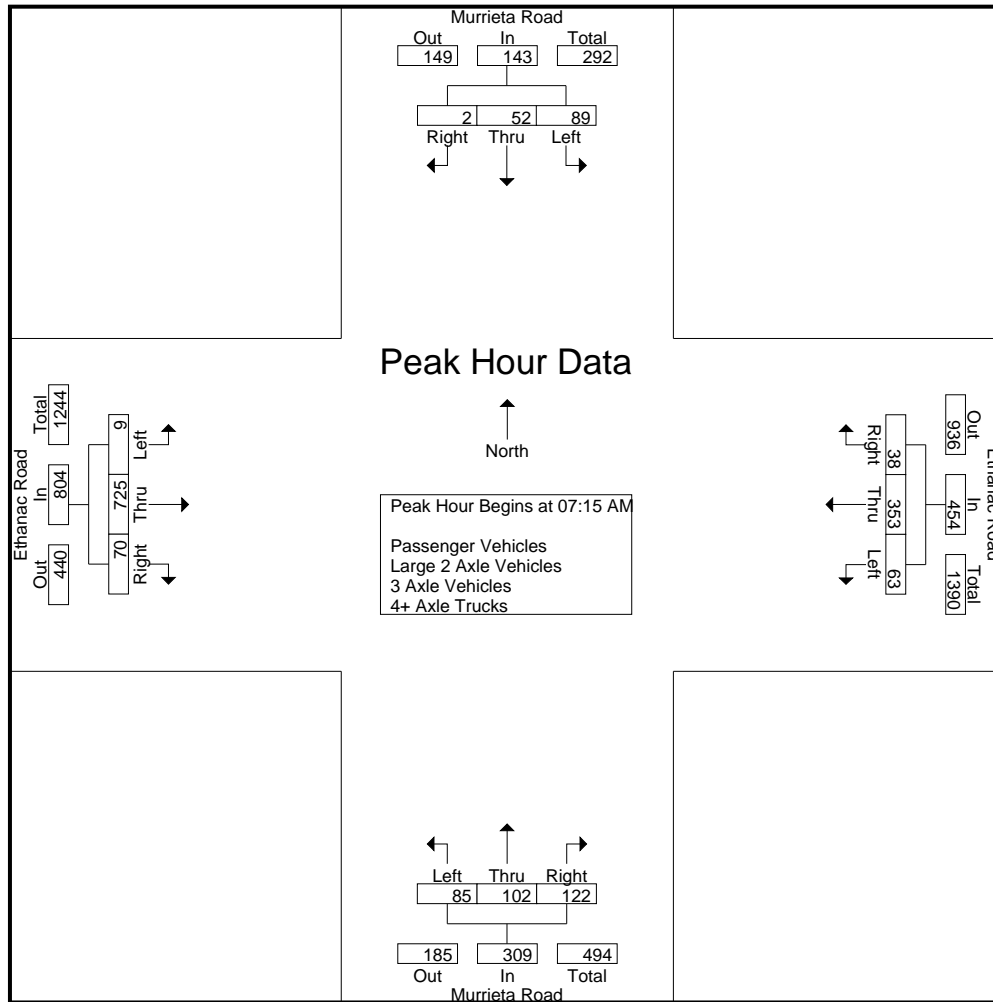 Murrieta Road
Out In Total
149 143 292
2 52 89
Right Thru Left
Peak Hour Data
North
Peak Hour Begins at 07:15 AM
Passenger Vehicles
Large 2 Axle Vehicles
3 Axle Vehicles
4+ Axle Trucks
Ethanac Road
Out In Total
440 804 1244
70 725 9
Right Thru Left
Ethanac Road
Out In Total
936 454 1390
38 353 63
Right Thru Left
Left Thru Right
85 102 122
185 309 494
Out In Total
Murrieta Road